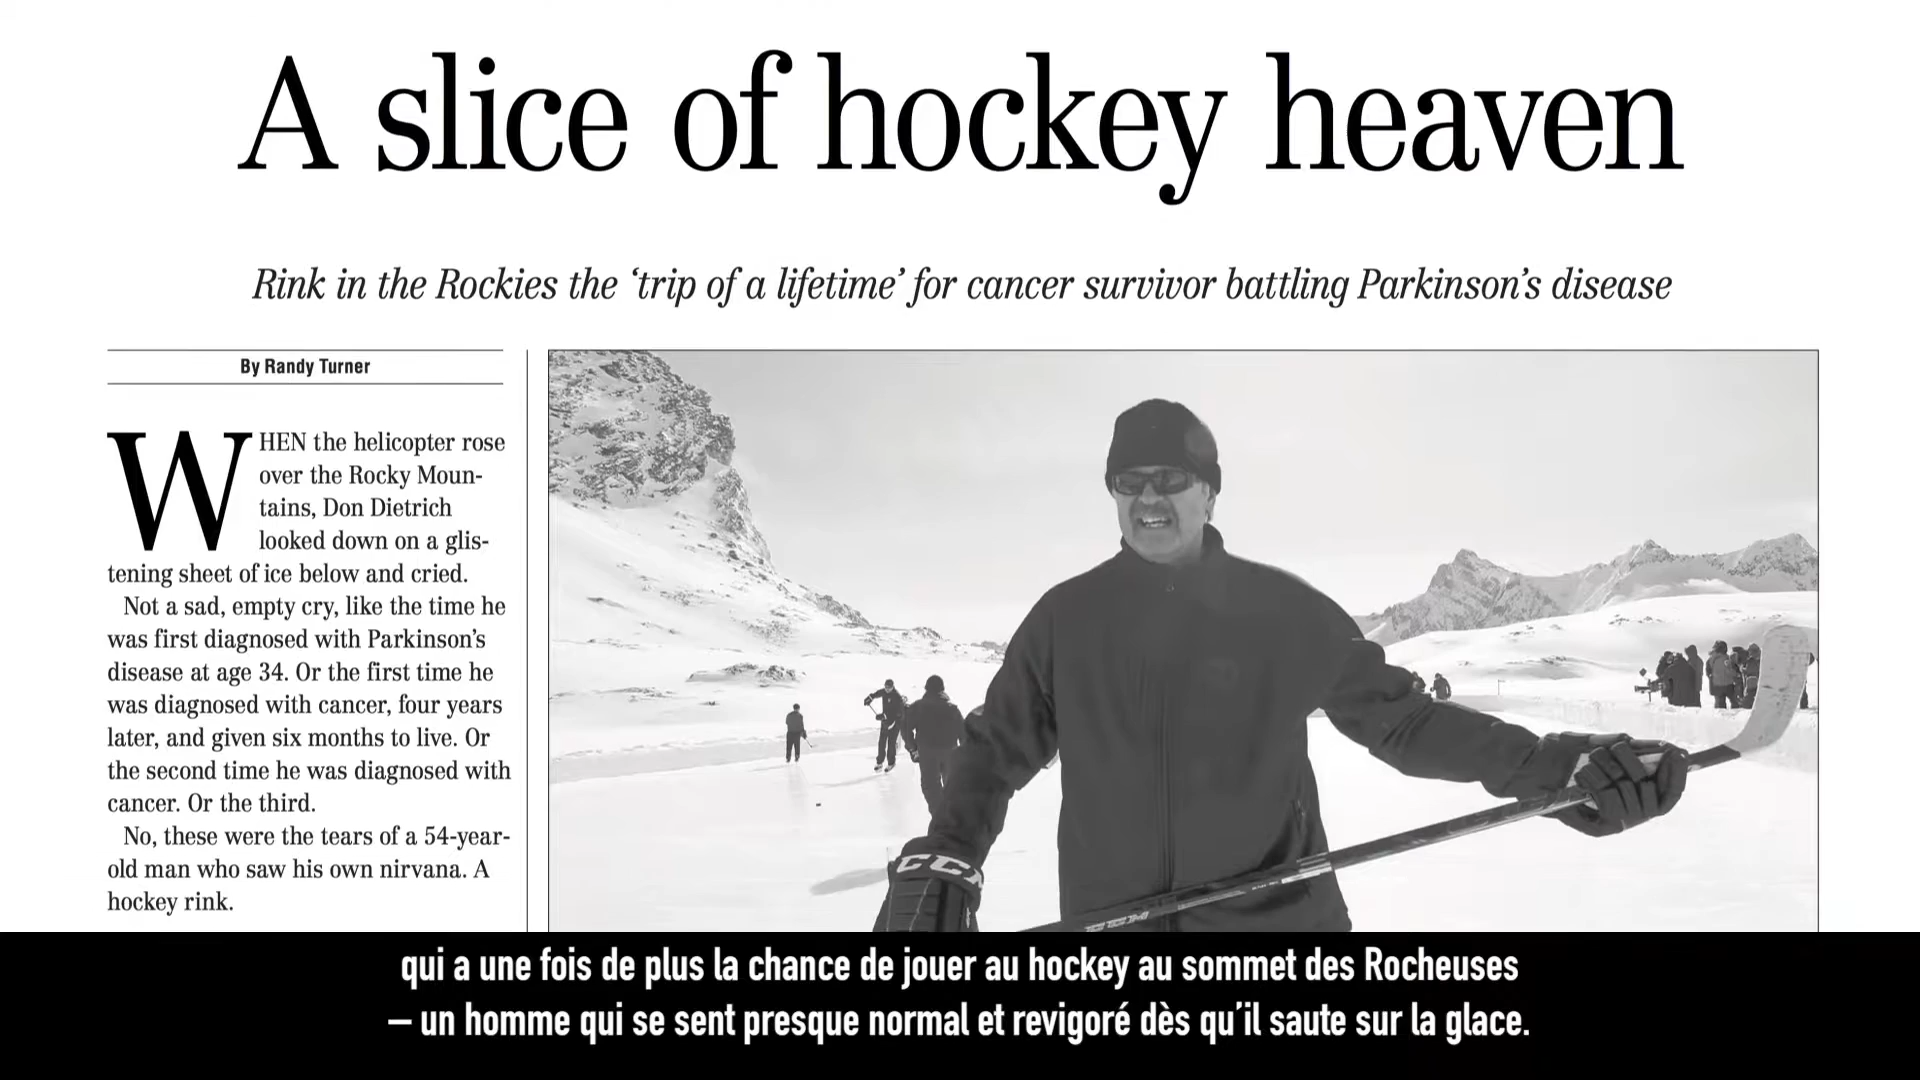 A slice of hockey heaven
Rink in the Rockies the ‘trip of a lifetime’ for cancer survivor battling Parkinson’s disease
By Randy Turner
WHEN the helicopter rose
over the Rocky Moun-
tains, Don Dietrich
looked down on a glis-
tening sheet of ice below and cried.
Not a sad, empty cry, like the time he
was first diagnosed with Parkinson’s
disease at age 34. Or the first time he
was diagnosed with cancer, four years
later, and given six months to live. Or
the second time he was diagnosed with
cancer. Or the third.
No, these were the tears of a 54-year-
old man who saw his own nirvana. A
hockey rink.
CCM
CCM
qui a une fois de plus la chance de jouer au hockey au sommet des Rocheuses
– un homme qui se sent presque normal et revigoré dès qu’il saute sur la glace.